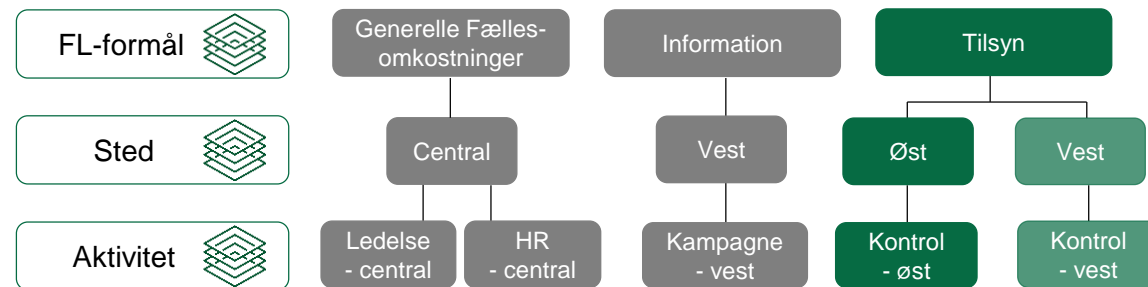 FL-formål
Generelle Fælles-
omkostninger
Information
Tilsyn
Sted
Central
Vest
Øst
Vest
Aktivitet
Ledelse
- central
HR
- central
Kampagne
- vest
Kontrol
- øst
Kontrol
- vest